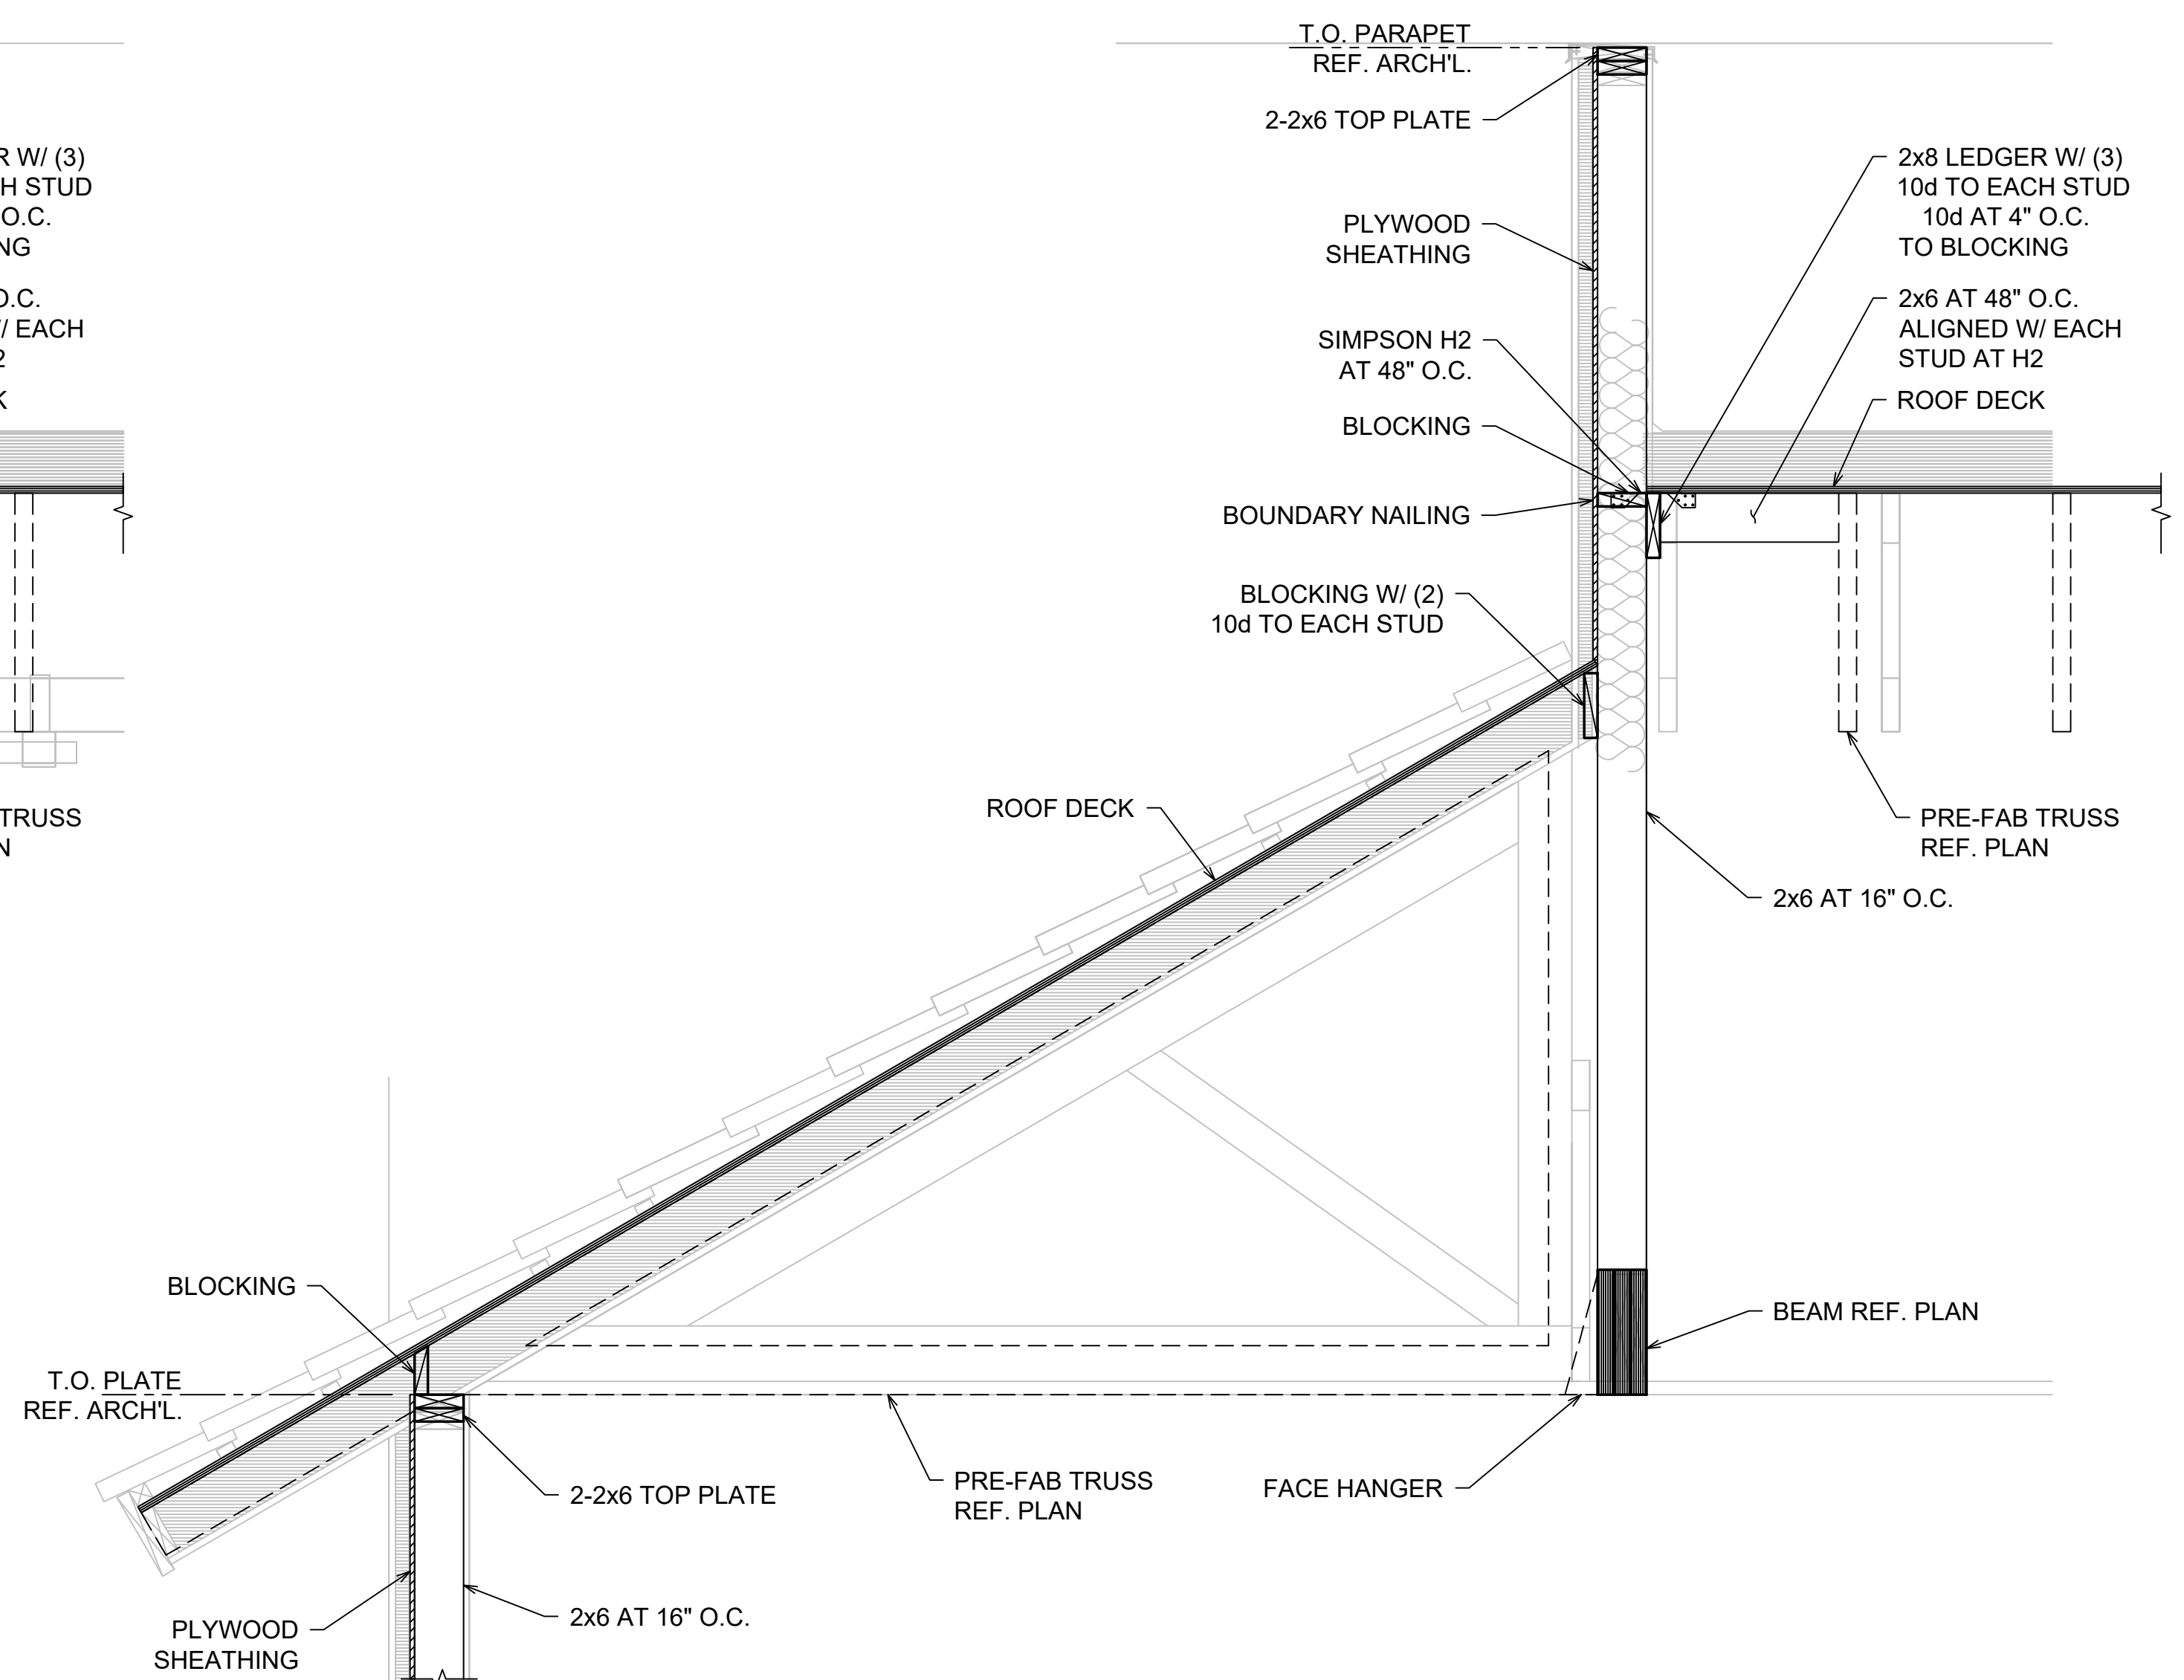 R W/ (3)
H STUD
O.C.
NG
O.C.
W/ EACH
2
K
TRUSS
N
T.O. PARAPET
REF. ARCH'L.
2-2x6 TOP PLATE
PLYWOOD
SHEATHING
SIMPSON H2
AT 48" O.C.
BLOCKING
BOUNDARY NAILING
BLOCKING W/ (2)
10d TO EACH STUD
2x8 LEDGER W/ (3)
10d TO EACH STUD
10d AT 4" O.C.
TO BLOCKING
2x6 AT 48" O.C.
ALIGNED W/ EACH
STUD AT H2
ROOF DECK
PRE-FAB TRUSS
REF. PLAN
2x6 AT 16" O.C.
ROOF DECK
BLOCKING
T.O. PLATE
REF. ARCH'L.
BEAM REF. PLAN
2-2x6 TOP PLATE
PRE-FAB TRUSS
REF. PLAN
FACE HANGER
2x6 AT 16" O.C.
PLYWOOD
SHEATHING